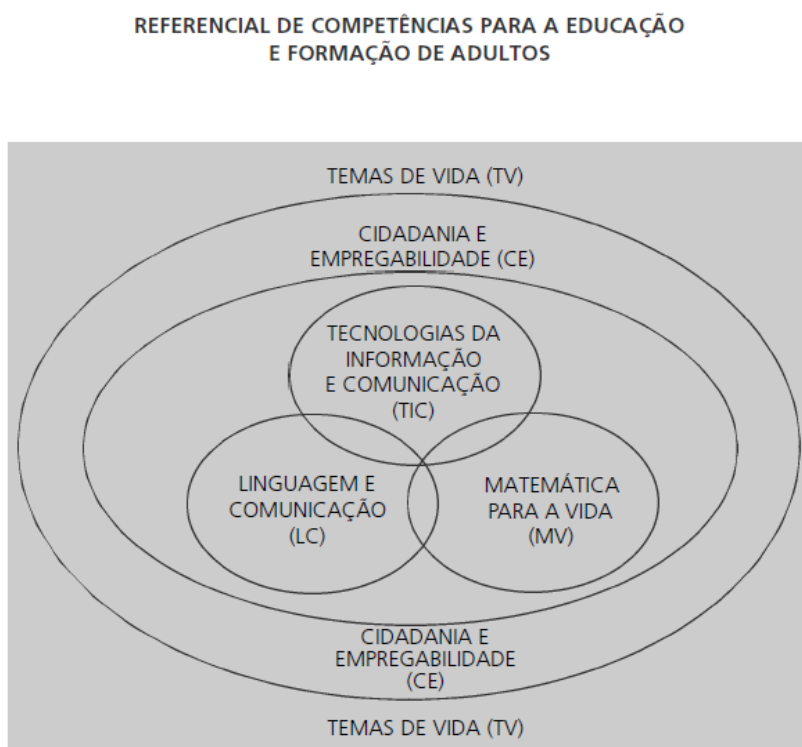 REFERENCIAL DE COMPETÊNCIAS PARA A EDUCAÇÃO
E FORMAÇÃO DE ADULTOS
TEMAS DE VIDA (TV)
CIDADANIA E
EMPREGABILIDADE (CE)
TECNOLOGIAS DA
INFORMAÇÃO
E COMUNICAÇÃO
(TIC)
LINGUAGEM E
COMUNICAÇÃO
(LC)
MATEMÁTICA
PARA A VIDA
(MV)
CIDADANIA E
EMPREGABILIDADE
(CE)
TEMAS DE VIDA (TV)